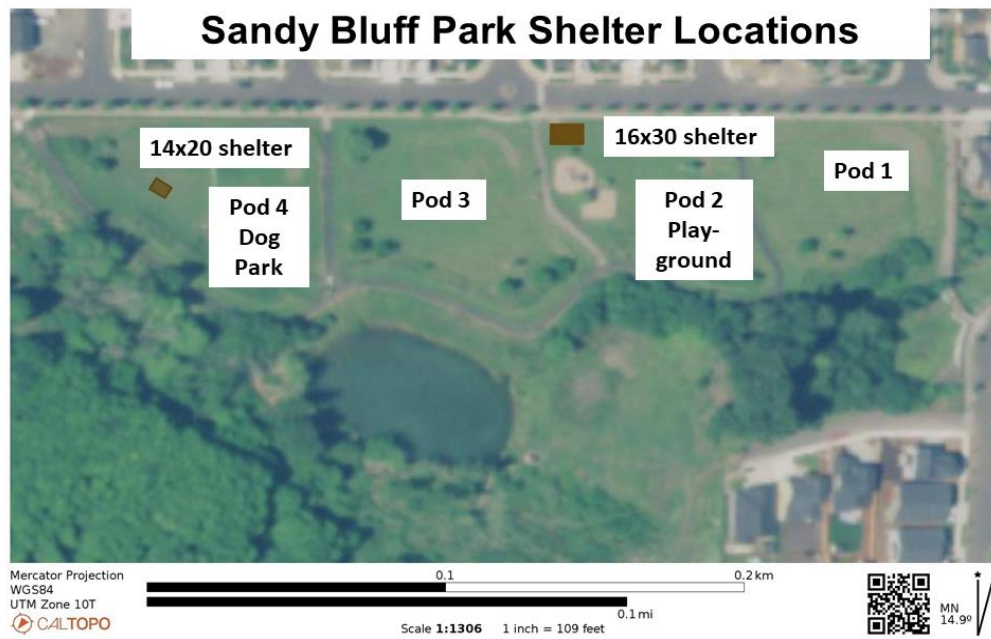 Sandy Bluff Park Shelter Locations
14x20 shelter
16x30 shelter
Pod 1
Pod 3
Pod 4
Dog
Park
Pod 2
Play-
ground
Mercator Projection
WGS84
UTM Zone 10T
CALTOPO
0.1
0.2 km
0.1 mi
Scale 1:1306 1 inch = 109 feet
MN
14.9º